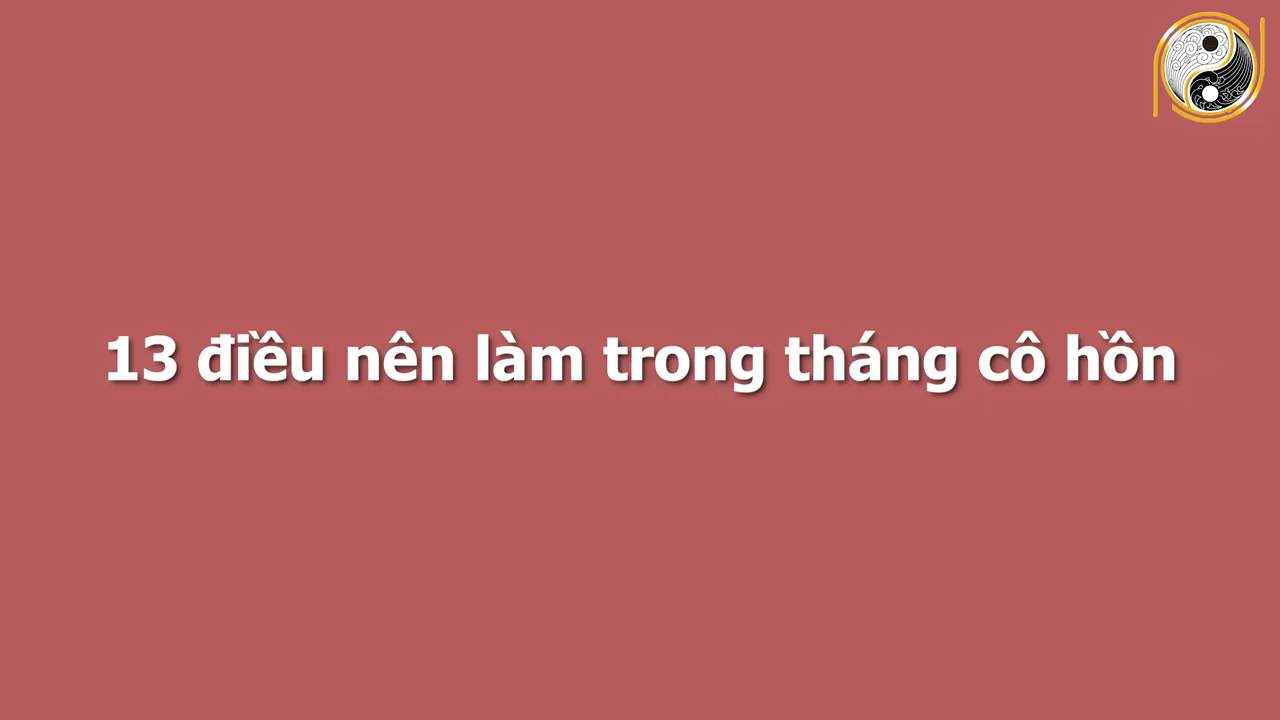 13 điều nên làm trong tháng cô hồn